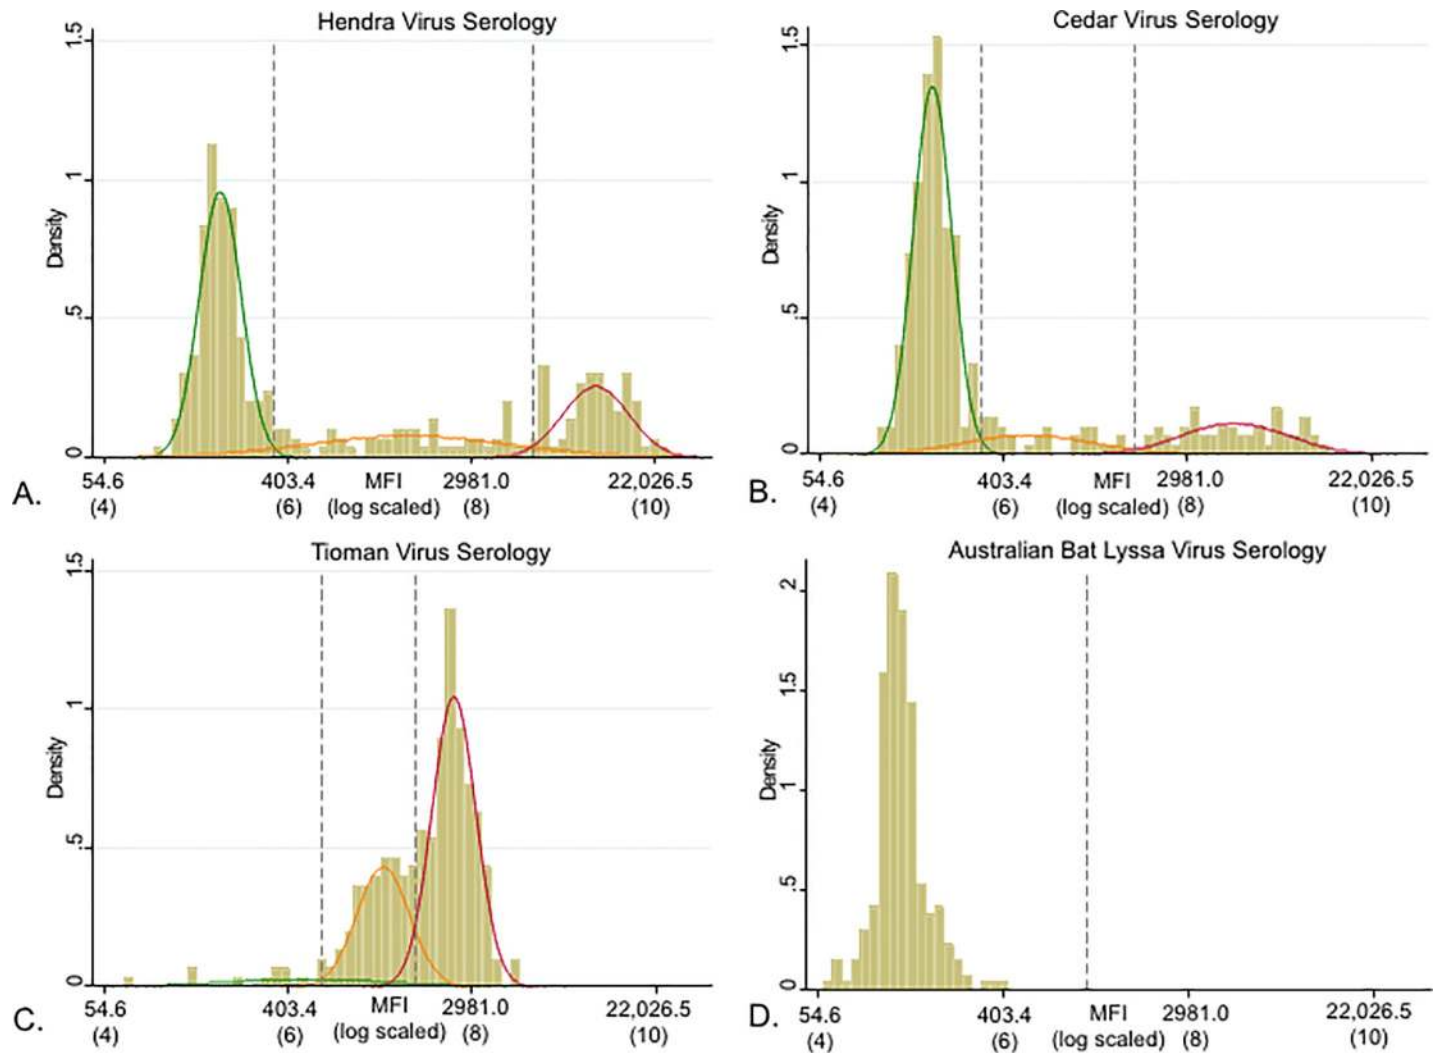 Hendra Virus Serology
1.5
1
.5
0
Density
54.6 403.4 MFI 2981.0 22,026.5
(4) (6) (log scaled) (8) (10)
A.
Cedar Virus Serology
1.5
1
.5
0
Density
54.6 403.4 MFI 2981.0 22,026.5
(4) (6) (log scaled) (8) (10)
B.
Tioman Virus Serology
1.5
1
.5
0
Density
54.6 403.4 MFI 2981.0 22,026.5
(4) (6) (log scaled) (8) (10)
C.
Australian Bat Lyssa Virus Serology
2
1.5
1
.5
0
Density
54.6 403.4 MFI 2981.0 22,026.5
(4) (6) (log scaled) (8) (10)
D.